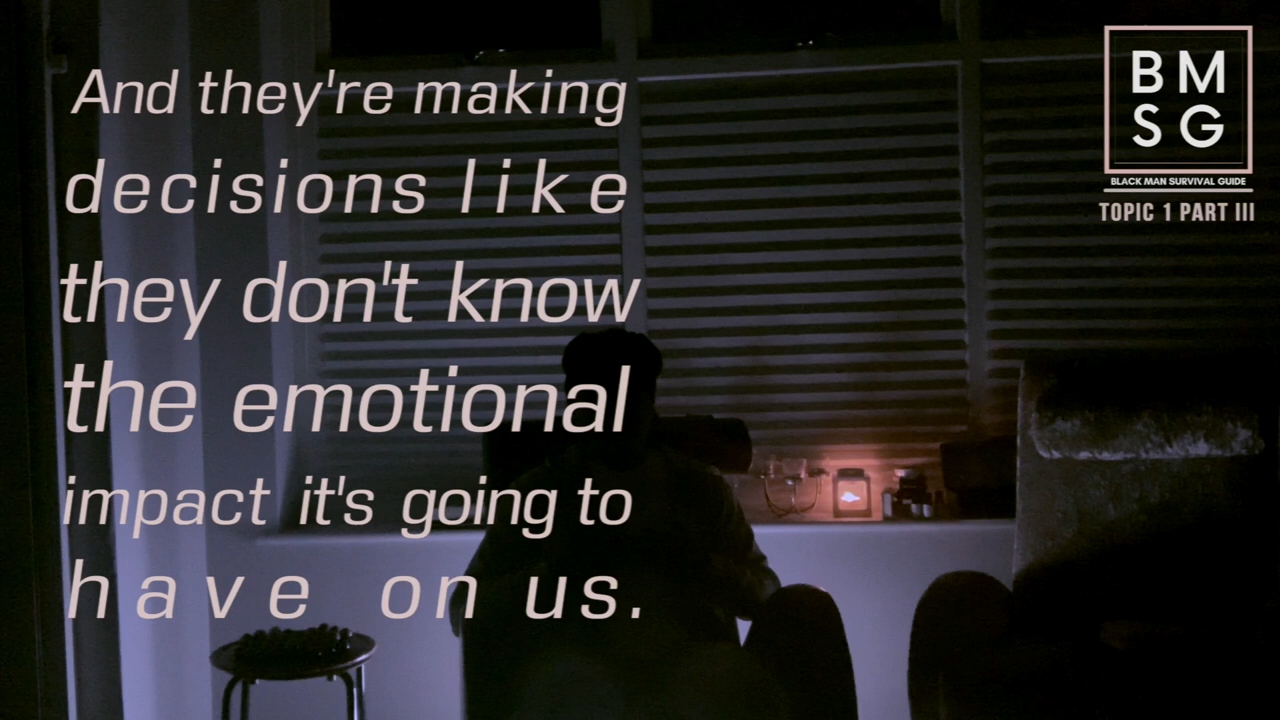 And they're making
decisions like
they don't know
the emotional
impact it's going to
have on us.
B M
S G
BLACK MAN SURVIVAL GUIDE
TOPIC 1 PART III